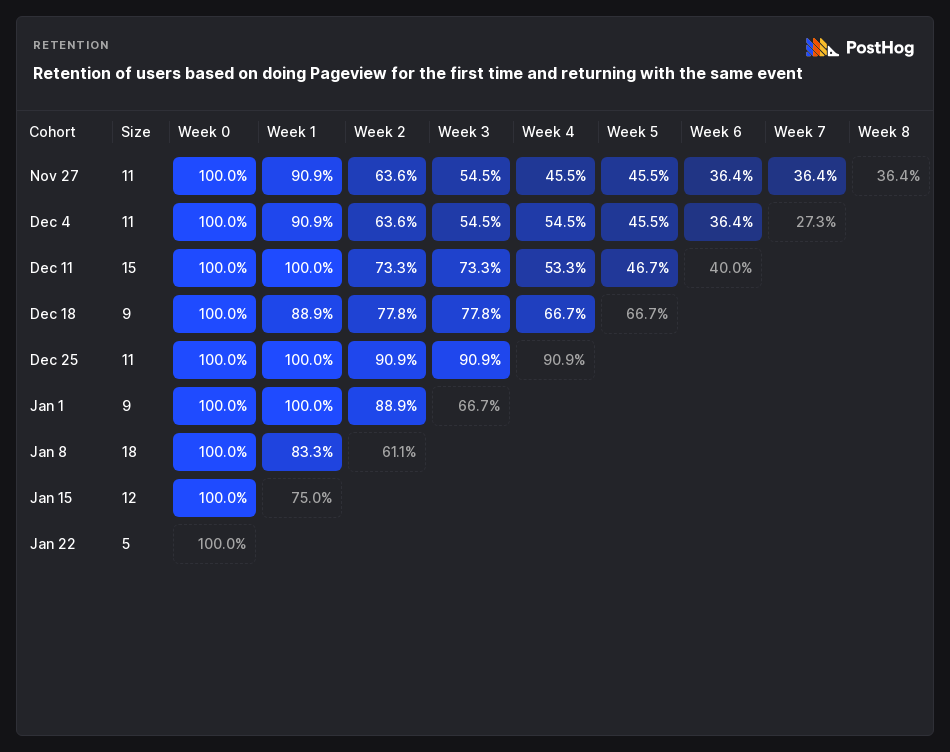 RETENTION
PostHog
Retention of users based on doing Pageview for the first time and returning with the same event
Cohort Size Week 0 Week 1 Week 2 Week 3 Week 4 Week 5 Week 6 Week 7 Week 8
Nov 27 11 100.0% 90.9% 63.6% 54.5% 45.5% 45.5% 36.4% 36.4% 36.4%
Dec 4 11 100.0% 90.9% 63.6% 54.5% 54.5% 45.5% 36.4% 27.3%
Dec 11 15 100.0% 100.0% 73.3% 73.3% 53.3% 46.7% 40.0%
Dec 18 9 100.0% 88.9% 77.8% 77.8% 66.7% 66.7%
Dec 25 11 100.0% 100.0% 90.9% 90.9% 90.9%
Jan 1 9 100.0% 100.0% 88.9% 66.7%
Jan 8 18 100.0% 83.3% 61.1%
Jan 15 12 100.0% 75.0%
Jan 22 5 100.0%